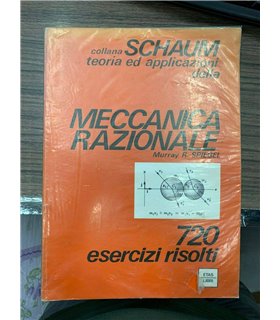 collana SCHAUM
teoria ed applicazioni
della
MECCANICA
RAZIONALE
Murray R. SPIEGEL
720
esercizi risolti
ETAS
LIBRI